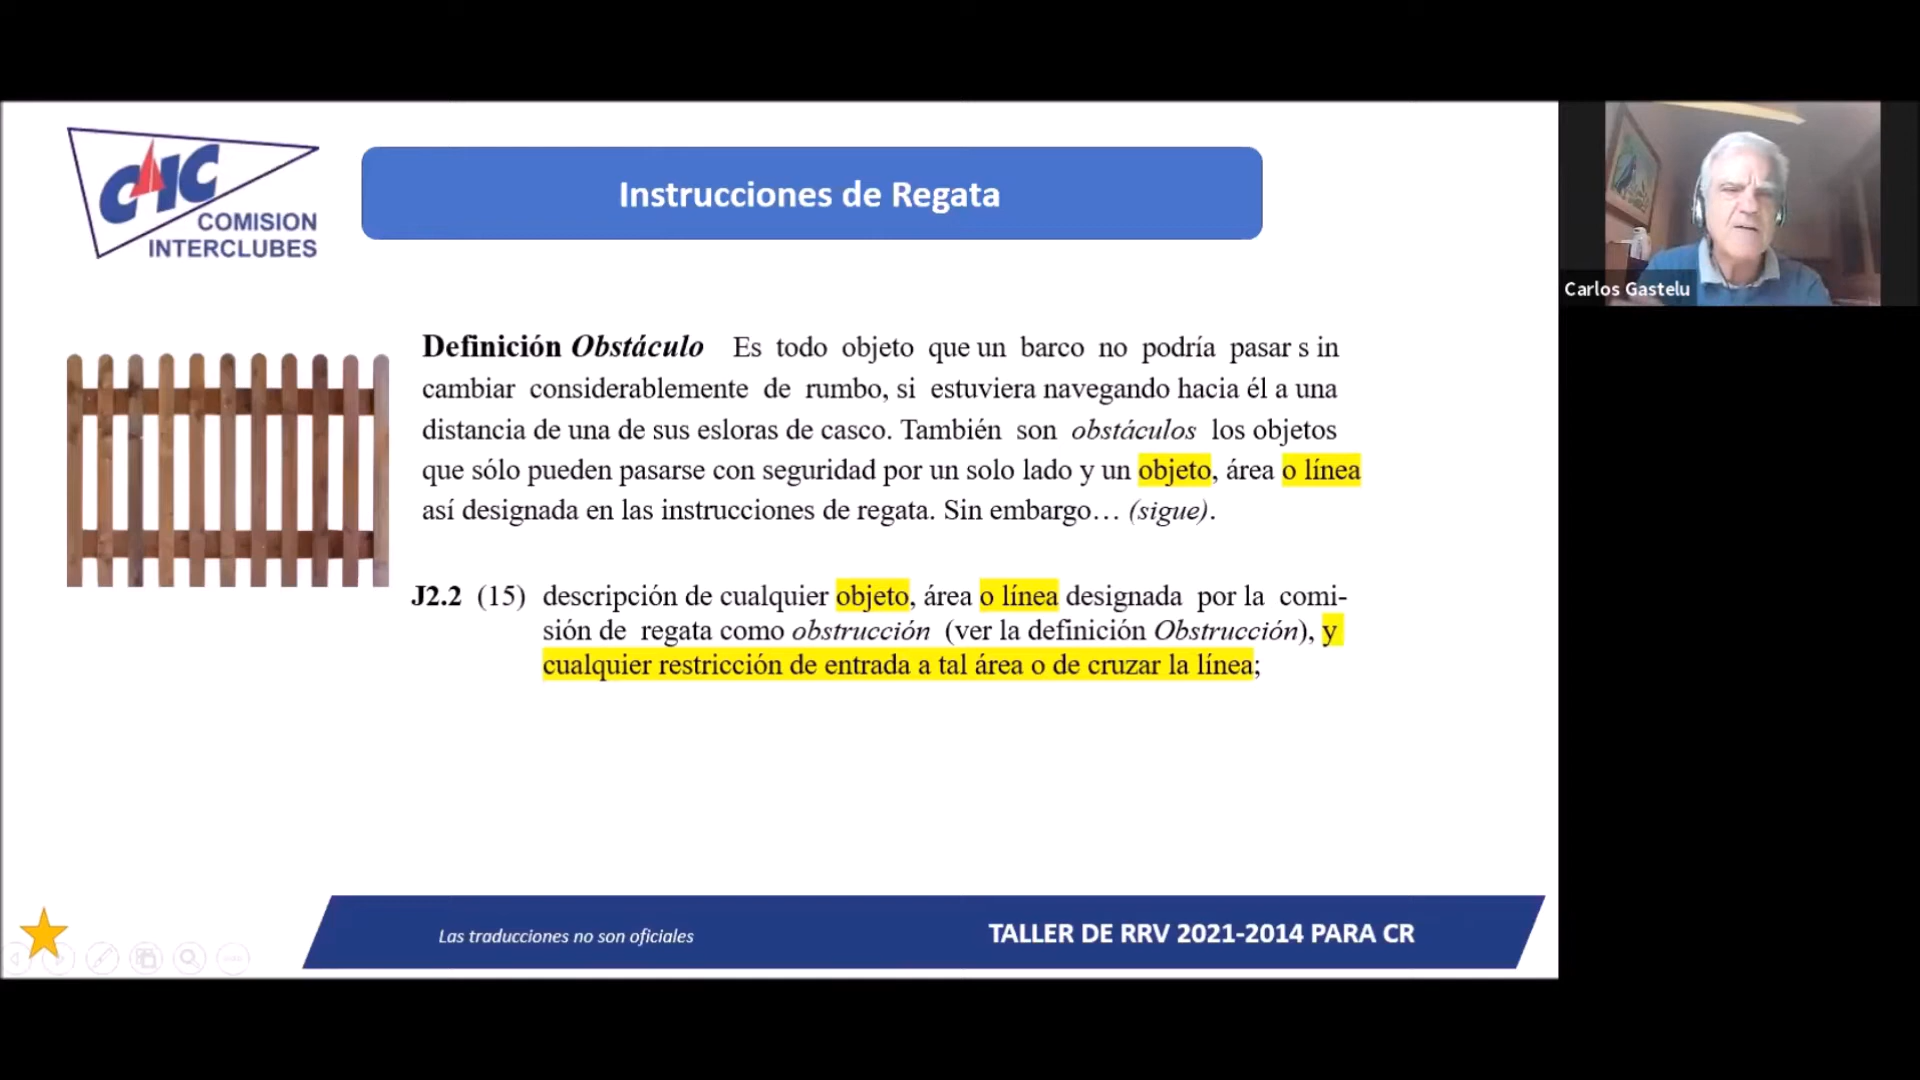 CIC
COMISION
INTERCLUBES
Instrucciones de Regata
Carlos Gastelu
Definición Obstáculo Es todo objeto que un barco no podría pasar s in
cambiar considerablemente de rumbo, si estuviera navegando hacia él a una
distancia de una de sus esloras de casco. También son obstáculos los objetos
que sólo pueden pasarse con seguridad por un solo lado y un objeto, área o línea
así designada en las instrucciones de regata. Sin embargo… (sigue).
J2.2 (15) descripción de cualquier objeto, área o línea designada por la comi-
sión de regata como obstrucción (ver la definición Obstrucción), y
cualquier restricción de entrada a tal área o de cruzar la línea;
Las traducciones no son oficiales
TALLER DE RRV 2021-2014 PARA CR